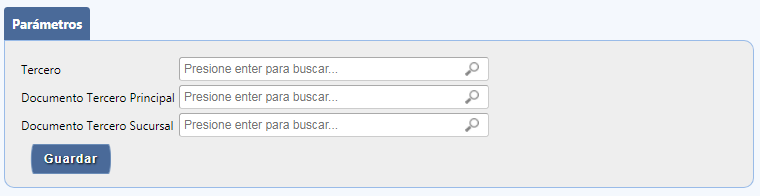 Parámetros
Tercero Presione enter para buscar...
Documento Tercero Principal Presione enter para buscar...
Documento Tercero Sucursal Presione enter para buscar...
Guardar